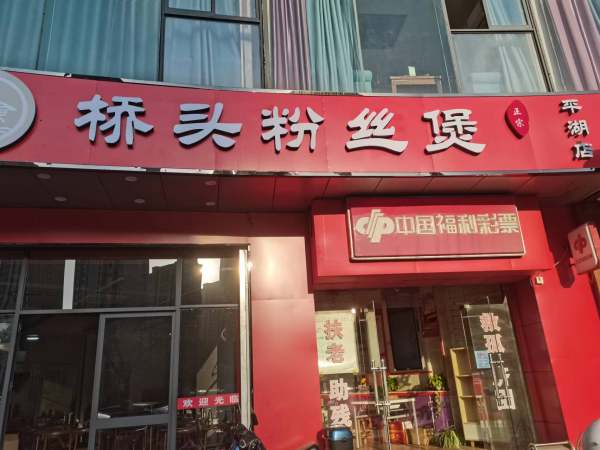 桥头粉丝煲
正宗
平湖店
中国福利彩票
扶老
助残
欢迎光临